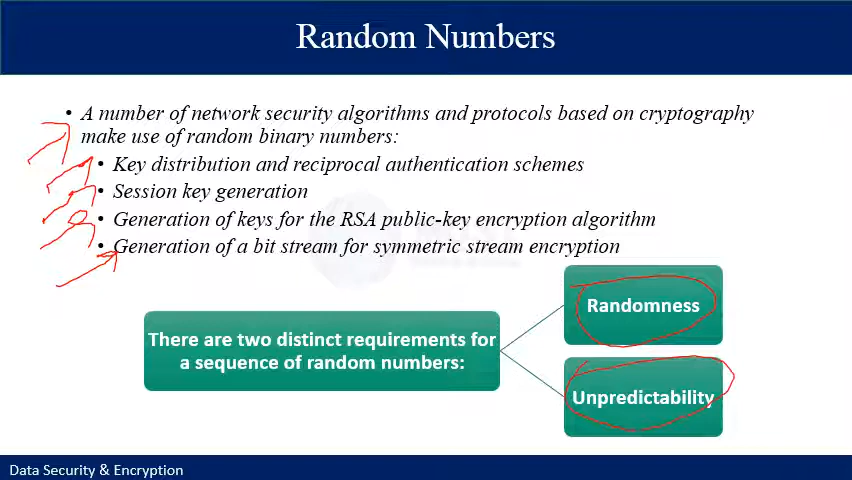 Random Numbers
• A number of network security algorithms and protocols based on cryptography
make use of random binary numbers:
• Key distribution and reciprocal authentication schemes
• Session key generation
• Generation of keys for the RSA public-key encryption algorithm
• Generation of a bit stream for symmetric stream encryption
There are two distinct requirements for
a sequence of random numbers:
Randomness
Unpredictability
Data Security & Encryption